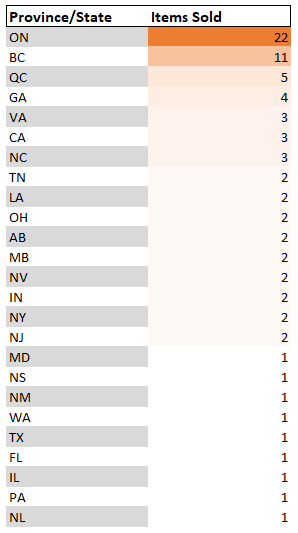 Province/State Items Sold
ON 22
BC 11
QC 5
GA 4
VA 3
CA 3
NC 3
TN 2
LA 2
OH 2
AB 2
MB 2
NV 2
IN 2
NY 2
NJ 2
MD 1
NS 1
NM 1
WA 1
TX 1
FL 1
IL 1
PA 1
NL 1